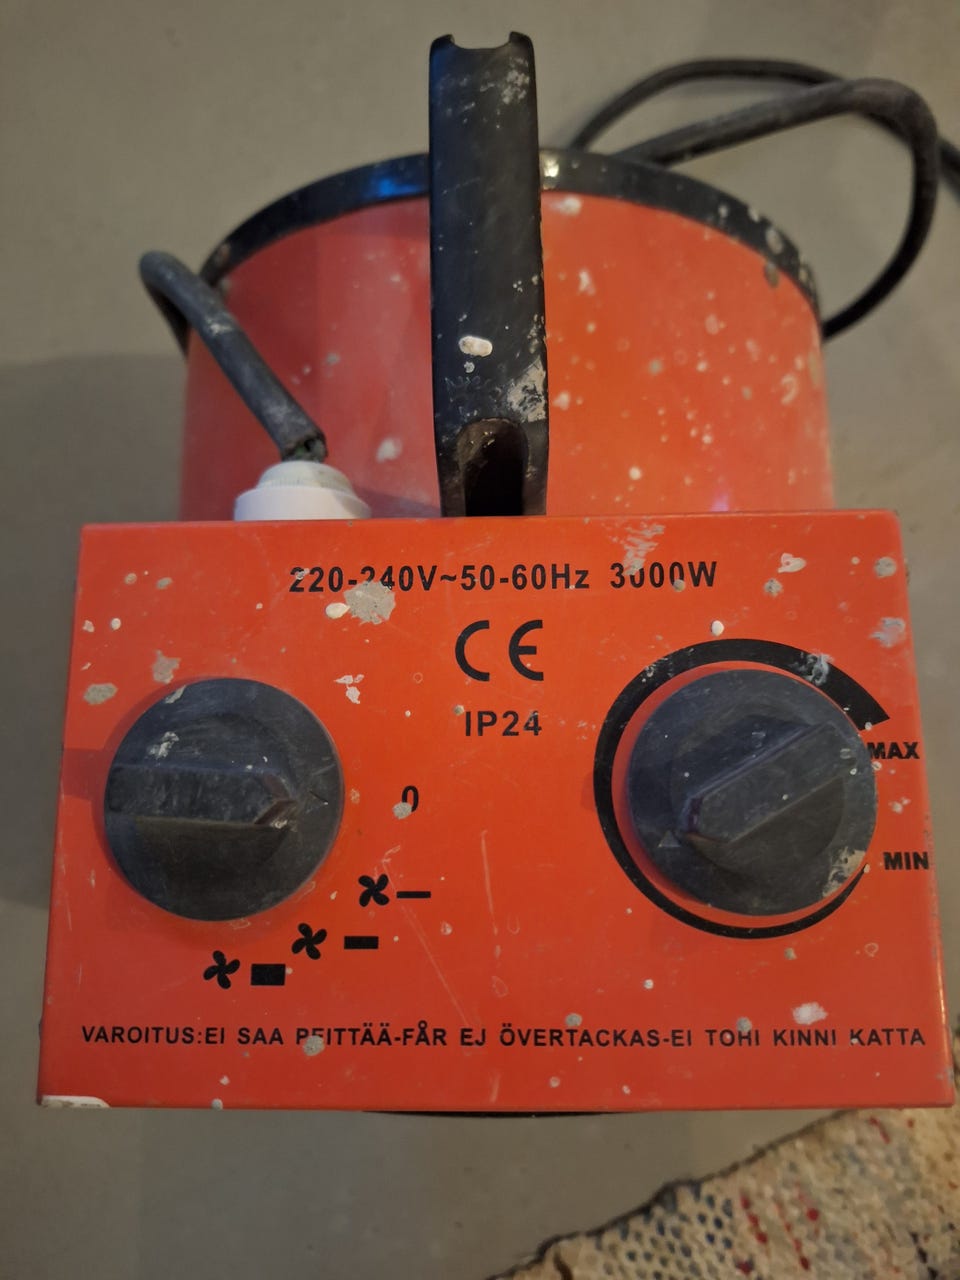 220-240V~50-60Hz 3000W
CE
IP24
0
MAX
MIN
VAROITUS:EI SAA PEITTÄÄ-FÅR EJ ÖVERTACKAS-EI TOHI KINNI KATTA